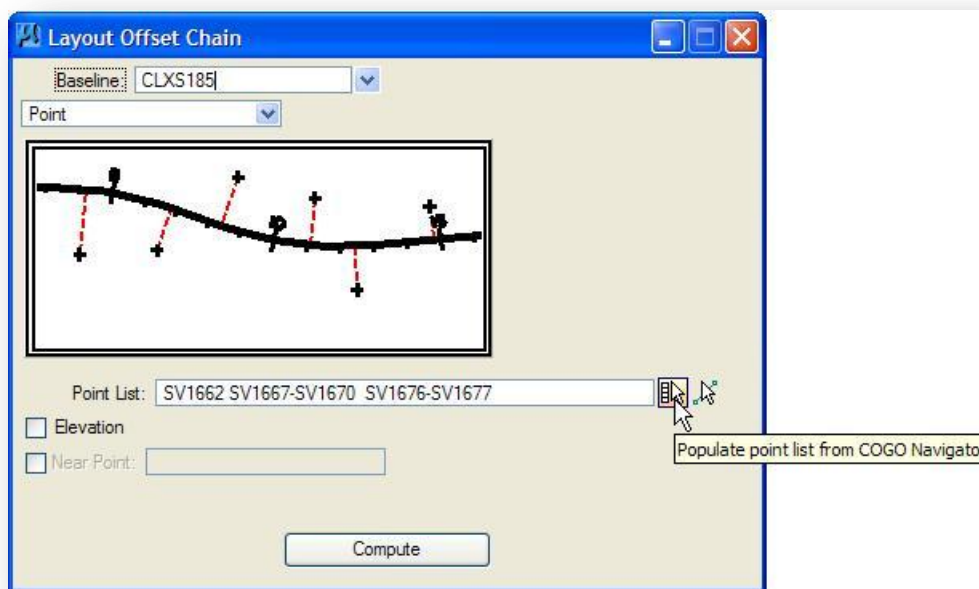 Layout Offset Chain
Baseline: CLXS185
Point
Point List: SV1662 SV1667-SV1670 SV1676-SV1677
Elevation
Near Point:
Populate point list from COGO Navigato
Compute